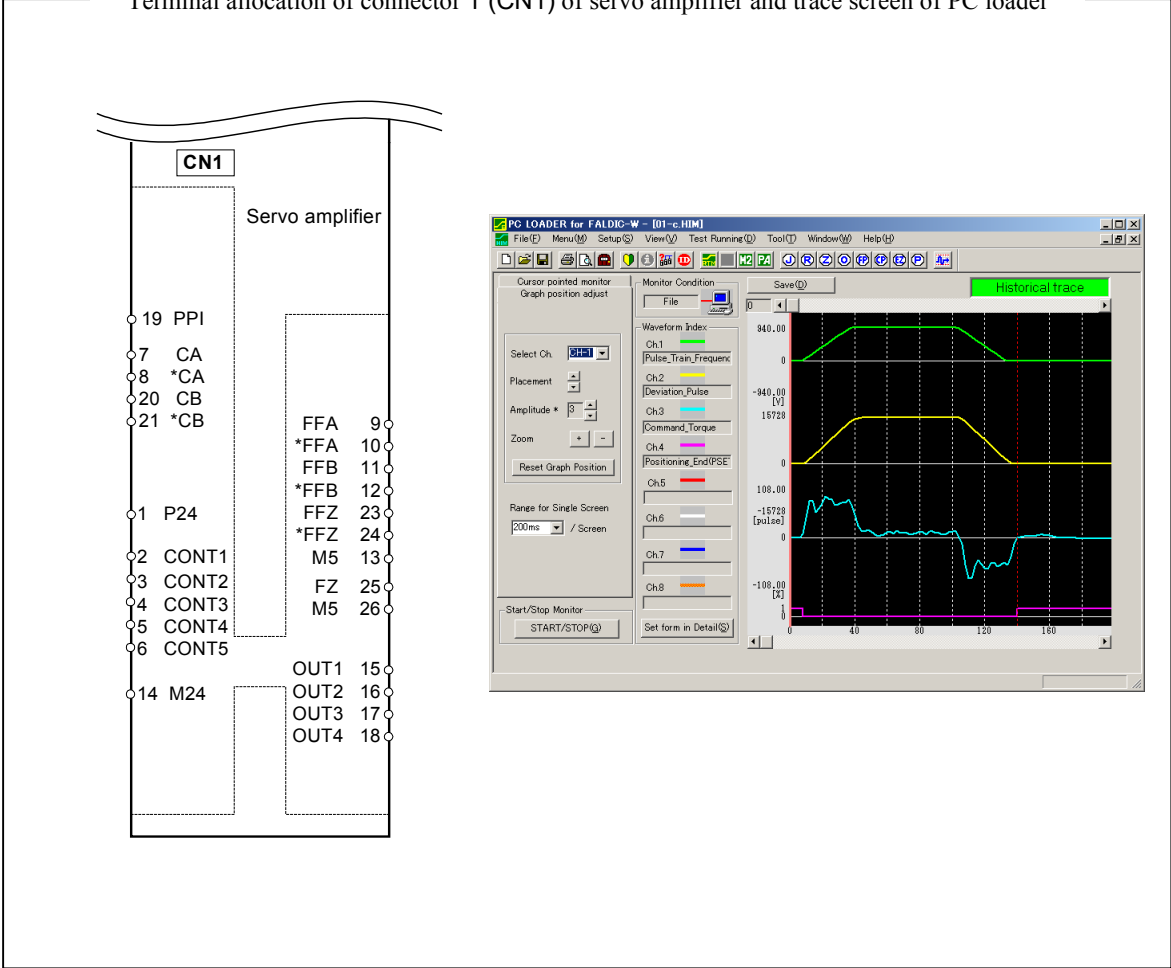 Terminal allocation of connector 1 (CN1) of servo amplifier and trace screen of PC loader
CN1
Servo amplifier
19 PPI
7 CA
8 *CA
20 CB
21 *CB
1 P24
2 CONT1
3 CONT2
4 CONT3
5 CONT4
6 CONT5
14 M24
FFA 9
*FFA 10
FFB 11
*FFB 12
FFZ 23
*FFZ 24
M5 13
FZ 25
M5 26
OUT1 15
OUT2 16
OUT3 17
OUT4 18
PC LOADER for FALDIC-W - [01-c.HIM]
File(F) Menu(M) Setup(S) View(V) Test Running(D) Tool(T) Window(W) Help(H)
M2 PA J R Z O PP CP EZ P
Cursor pointed monitor
Graph position adjust
Select Ch. CH-1
Placement
Amplitude * 3
Zoom + -
Reset Graph Position
Range for Single Screen
200ms / Screen
Start/Stop Monitor
START/STOP(G)
Monitor Condition
File
Waveform Index
Ch.1
Pulse_Train_Frequenc
Ch.2
Deviation_Pulse
Ch.3
Command_Torque
Ch.4
Positioning_End(PSE
Ch.5
Ch.6
Ch.7
Ch.8
Set form in Detail(S)
Save(D)
Historical trace
0
940.00
0
-940.00
[V]
15728
0
108.00
-15728
[pulse]
0
-108.00
[%]
1
0
0 40 80 120 160